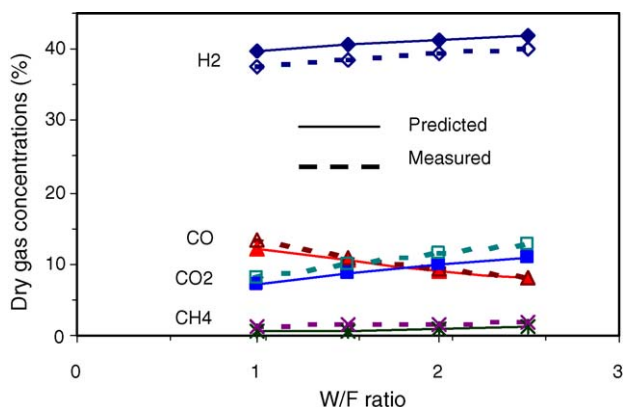 40
30
20
10
0
Dry gas concentrations (%)
H2
Predicted
Measured
CO
CO2
CH4
0 1 2 3
W/F ratio